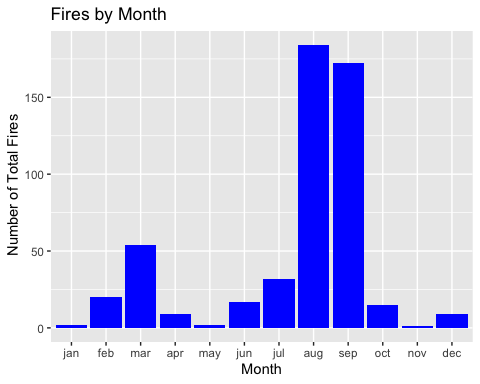 Fires by Month
Number of Total Fires
150
100
50
0
jan feb mar apr may jun jul aug sep oct nov dec
Month